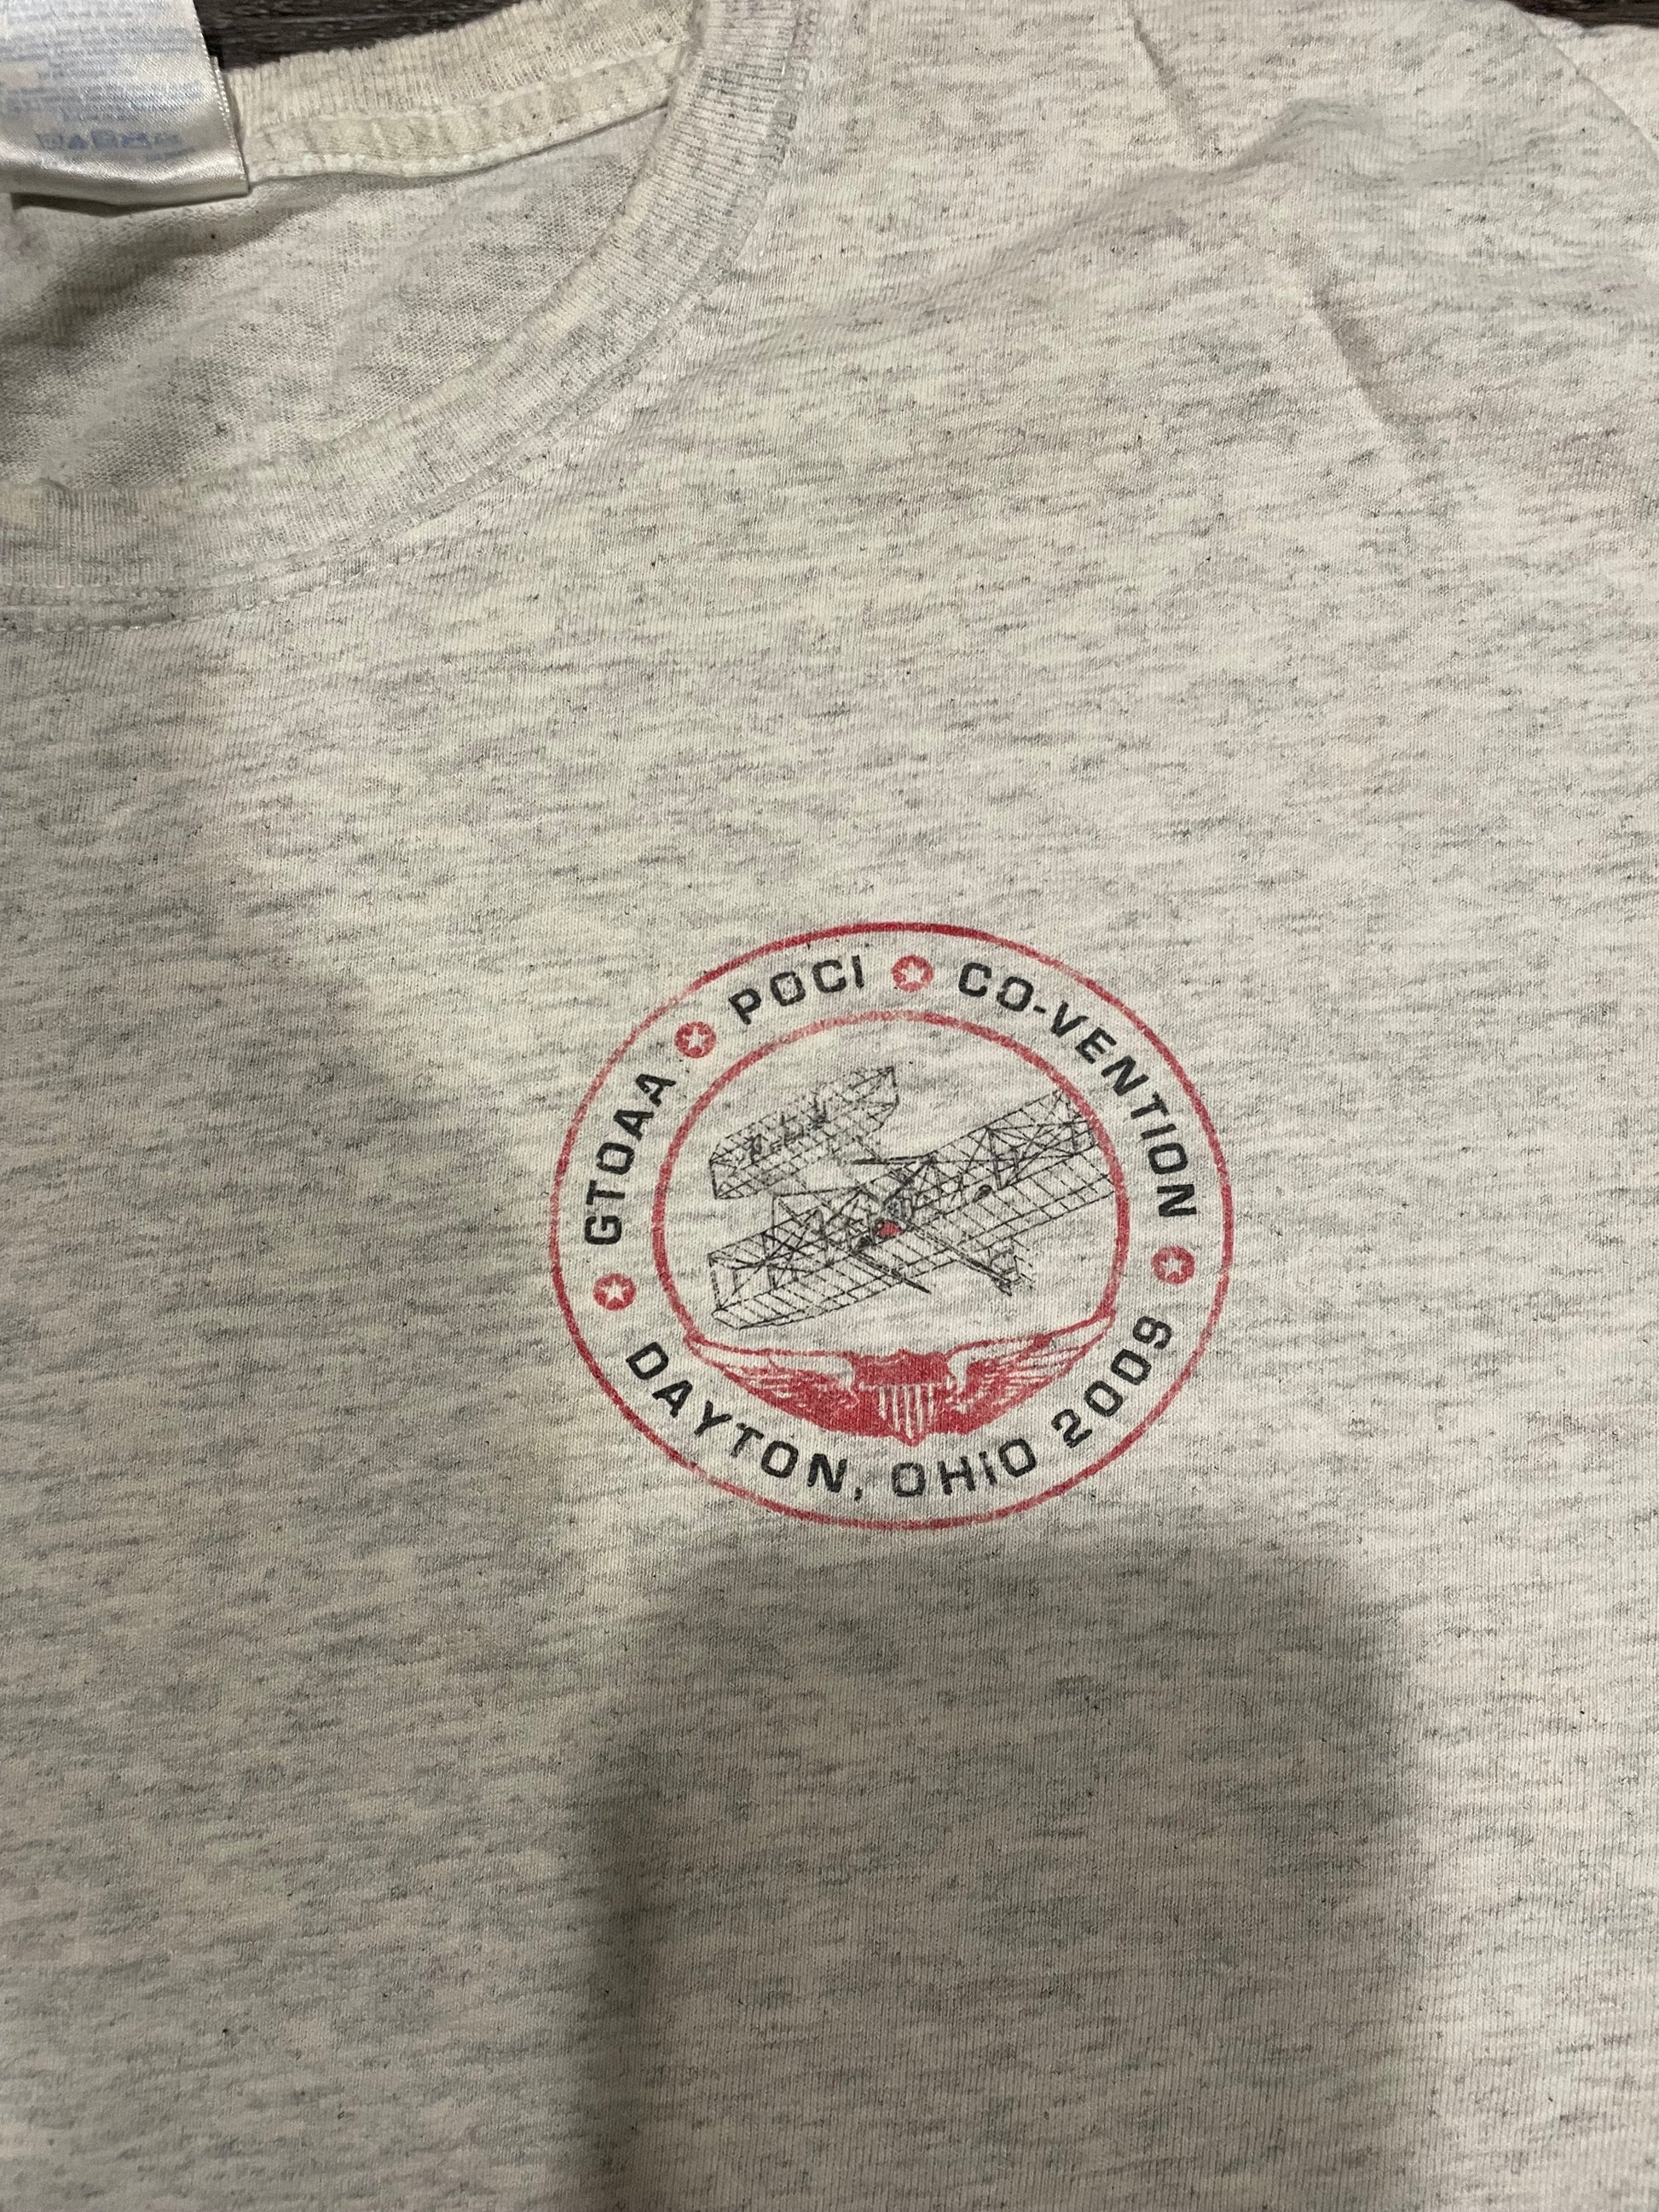 GTOAA ★ POCI ★ CO-VENTION ★
DAYTON, OHIO 2009 ★